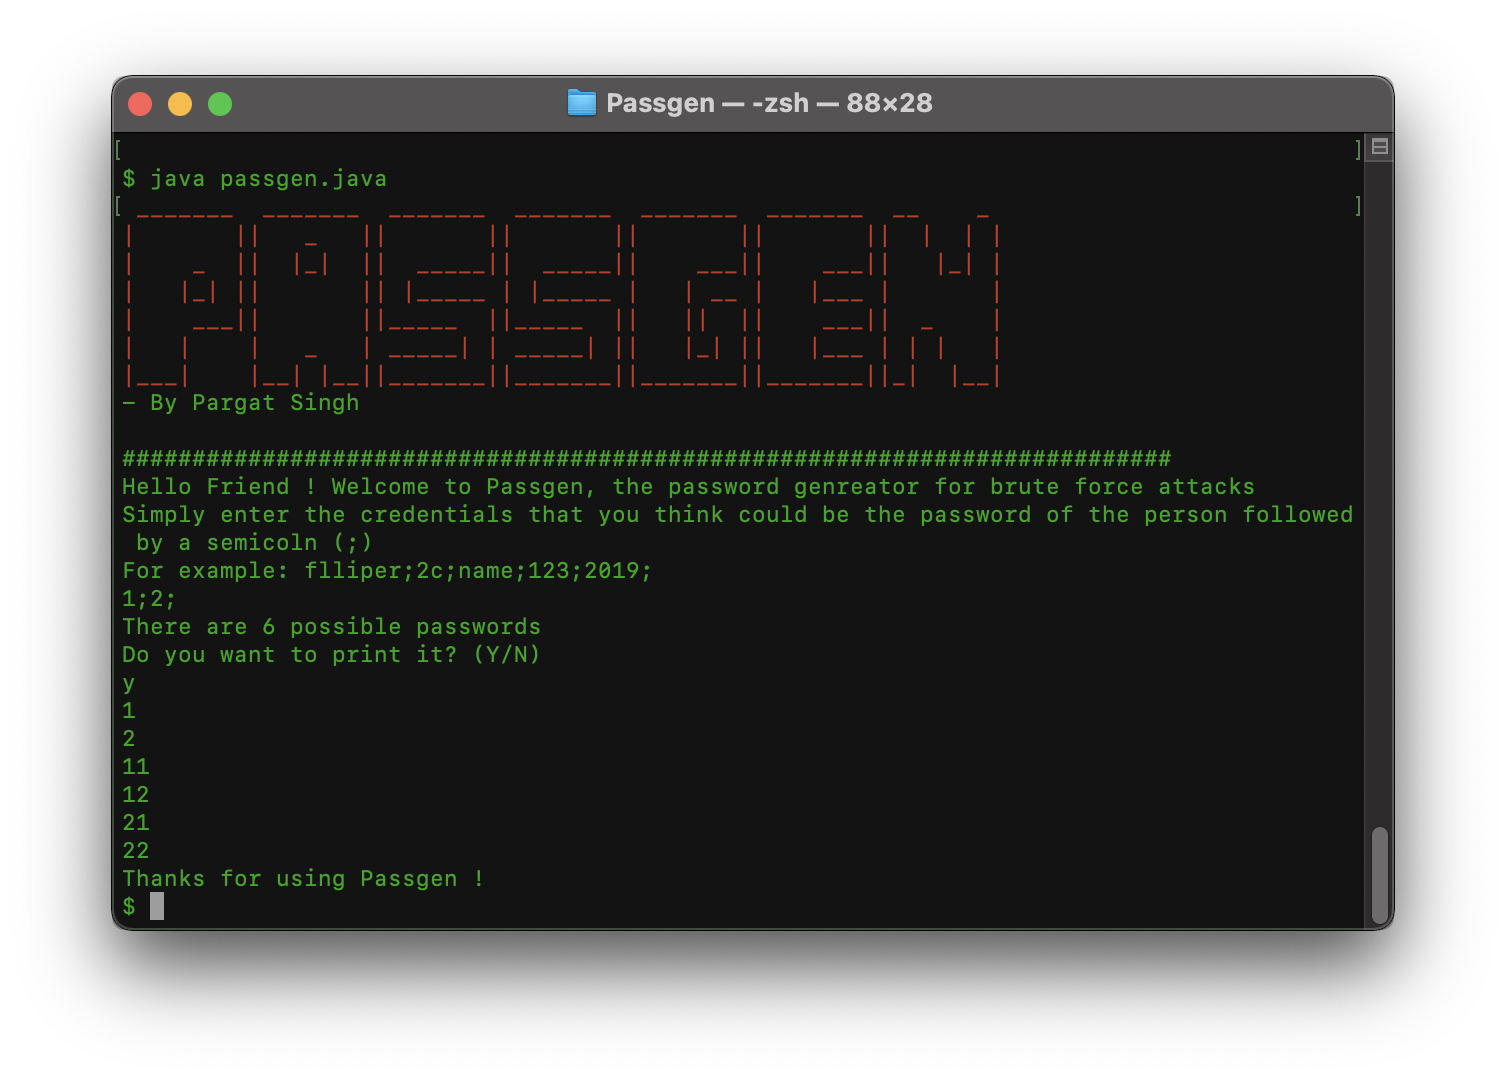 Passgen — -zsh — 88×28
$ java passgen.java
PASSGEN
— By Pargat Singh
###########################################################################
Hello Friend ! Welcome to Passgen, the password genreator for brute force attacks
Simply enter the credentials that you think could be the password of the person followed
by a semicoln (;)
For example: flliper;2c;name;123;2019;
1;2;
There are 6 possible passwords
Do you want to print it? (Y/N)
y
1
2
11
12
21
22
Thanks for using Passgen !
$